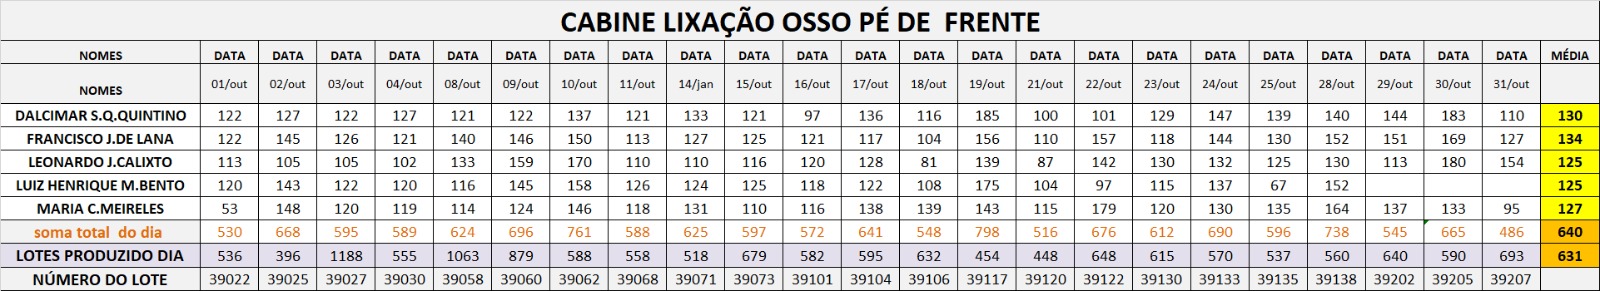 CABINE LIXAÇÃO OSSO PÉ DE FRENTE
NOMES DATA DATA DATA DATA DATA DATA DATA DATA DATA DATA DATA DATA DATA DATA DATA DATA DATA DATA DATA DATA DATA DATA DATA MÉDIA
NOMES 01/out 02/out 03/out 04/out 08/out 09/out 10/out 11/out 14/jan 15/out 16/out 17/out 18/out 19/out 21/out 22/out 23/out 24/out 25/out 28/out 29/out 30/out 31/out
DALCIMAR S.Q.QUINTINO 122 127 122 127 121 122 137 121 133 121 97 136 116 185 100 101 129 147 139 140 144 183 110 130
FRANCISCO J.DE LANA 122 145 126 121 140 146 150 113 127 125 121 117 104 156 110 157 118 144 130 152 151 169 127 134
LEONARDO J.CALIXTO 113 105 105 102 133 159 170 110 110 116 120 128 81 139 87 142 130 132 125 130 113 180 154 125
LUIZ HENRIQUE M.BENTO 120 143 122 120 116 145 158 126 124 125 118 122 108 175 104 97 115 137 67 152 125
MARIA C.MEIRELES 53 148 120 119 114 124 146 118 131 110 116 138 139 143 115 179 120 130 135 164 137 133 95 127
soma total do dia 530 668 595 589 624 696 761 588 625 597 572 641 548 798 516 676 612 690 596 738 545 665 486 640
LOTES PRODUZIDO DIA 536 396 1188 555 1063 879 588 558 518 679 582 595 632 454 448 648 615 570 537 560 640 590 693 631
NÚMERO DO LOTE 39022 39025 39027 39030 39058 39060 39062 39068 39071 39073 39101 39104 39106 39117 39120 39122 39130 39133 39135 39138 39202 39205 39207